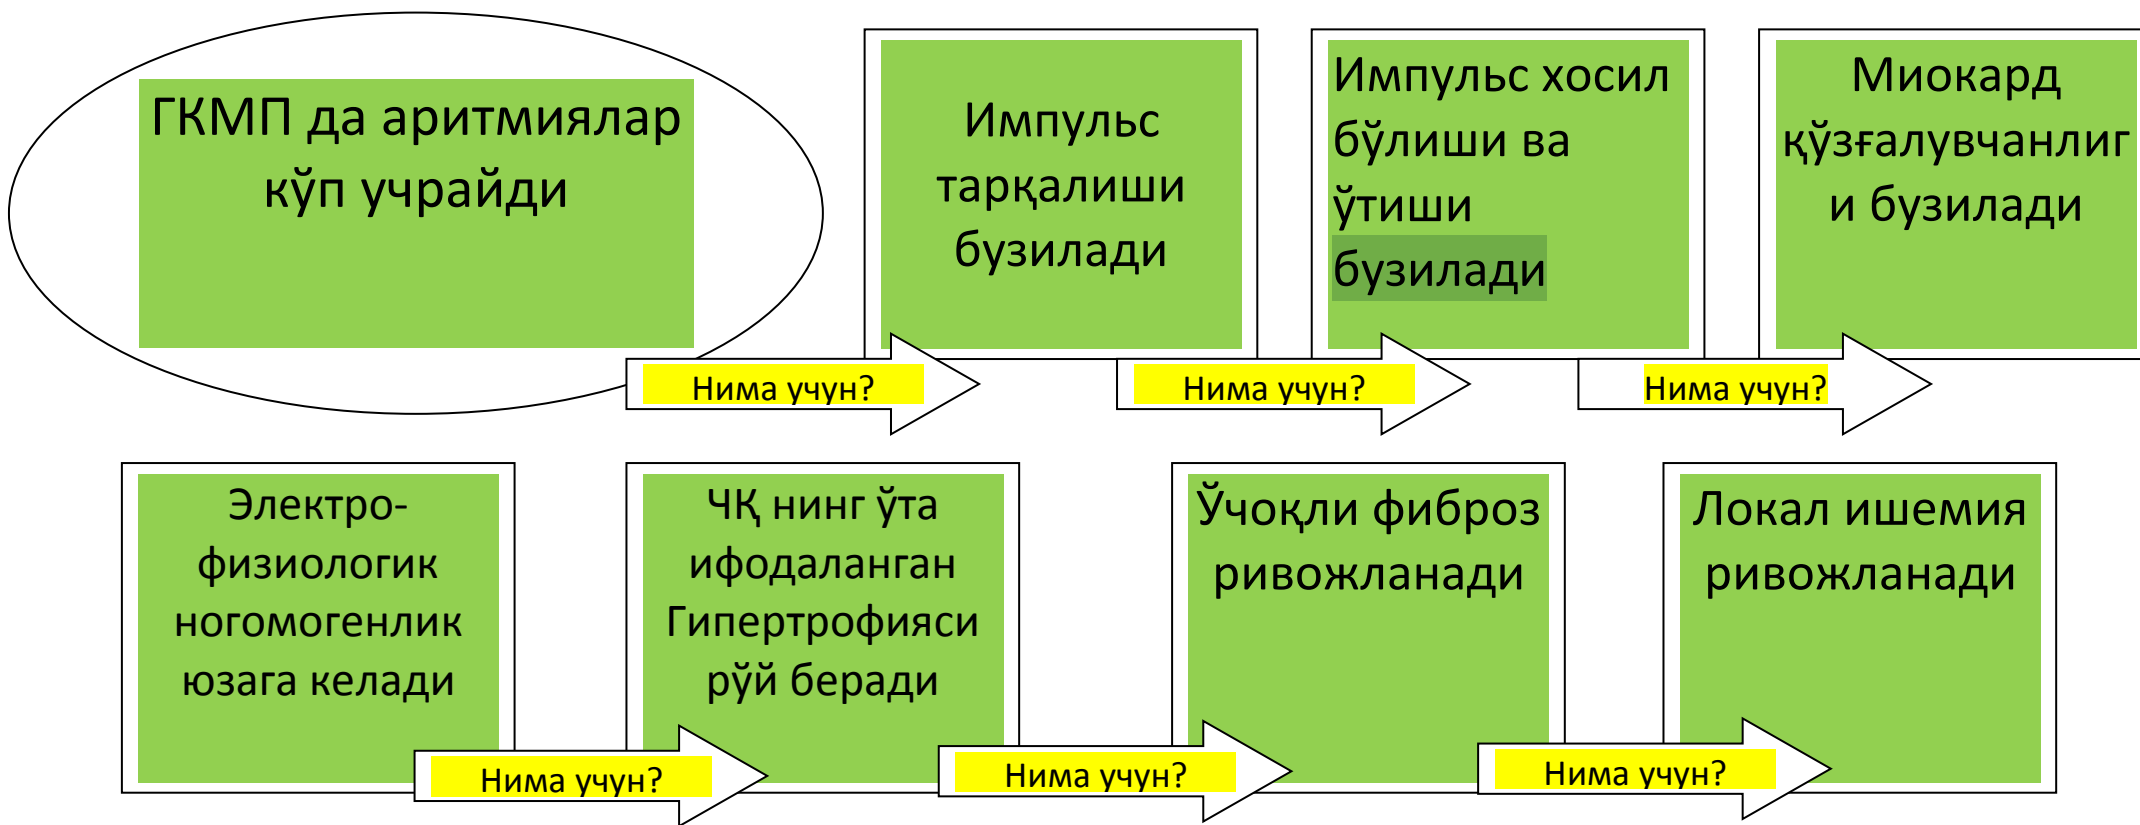 ГКМП да аритмиялар
кўп учрайди
Импульс
тарқалиши
бузилади
Импульс хосил
бўлиши ва
ўтиши
бузилади
Миокард
қўзғалувчанлиг
и бузилади
Нима учун?
Нима учун?
Нима учун?
Электро-
физиологик
ногомогенлик
юзага келади
ЧҚ нинг ўта
ифодаланган
Гипертрофияси
рўй беради
Ўчоқли фиброз
ривожланади
Локал ишемия
ривожланади
Нима учун?
Нима учун?
Нима учун?